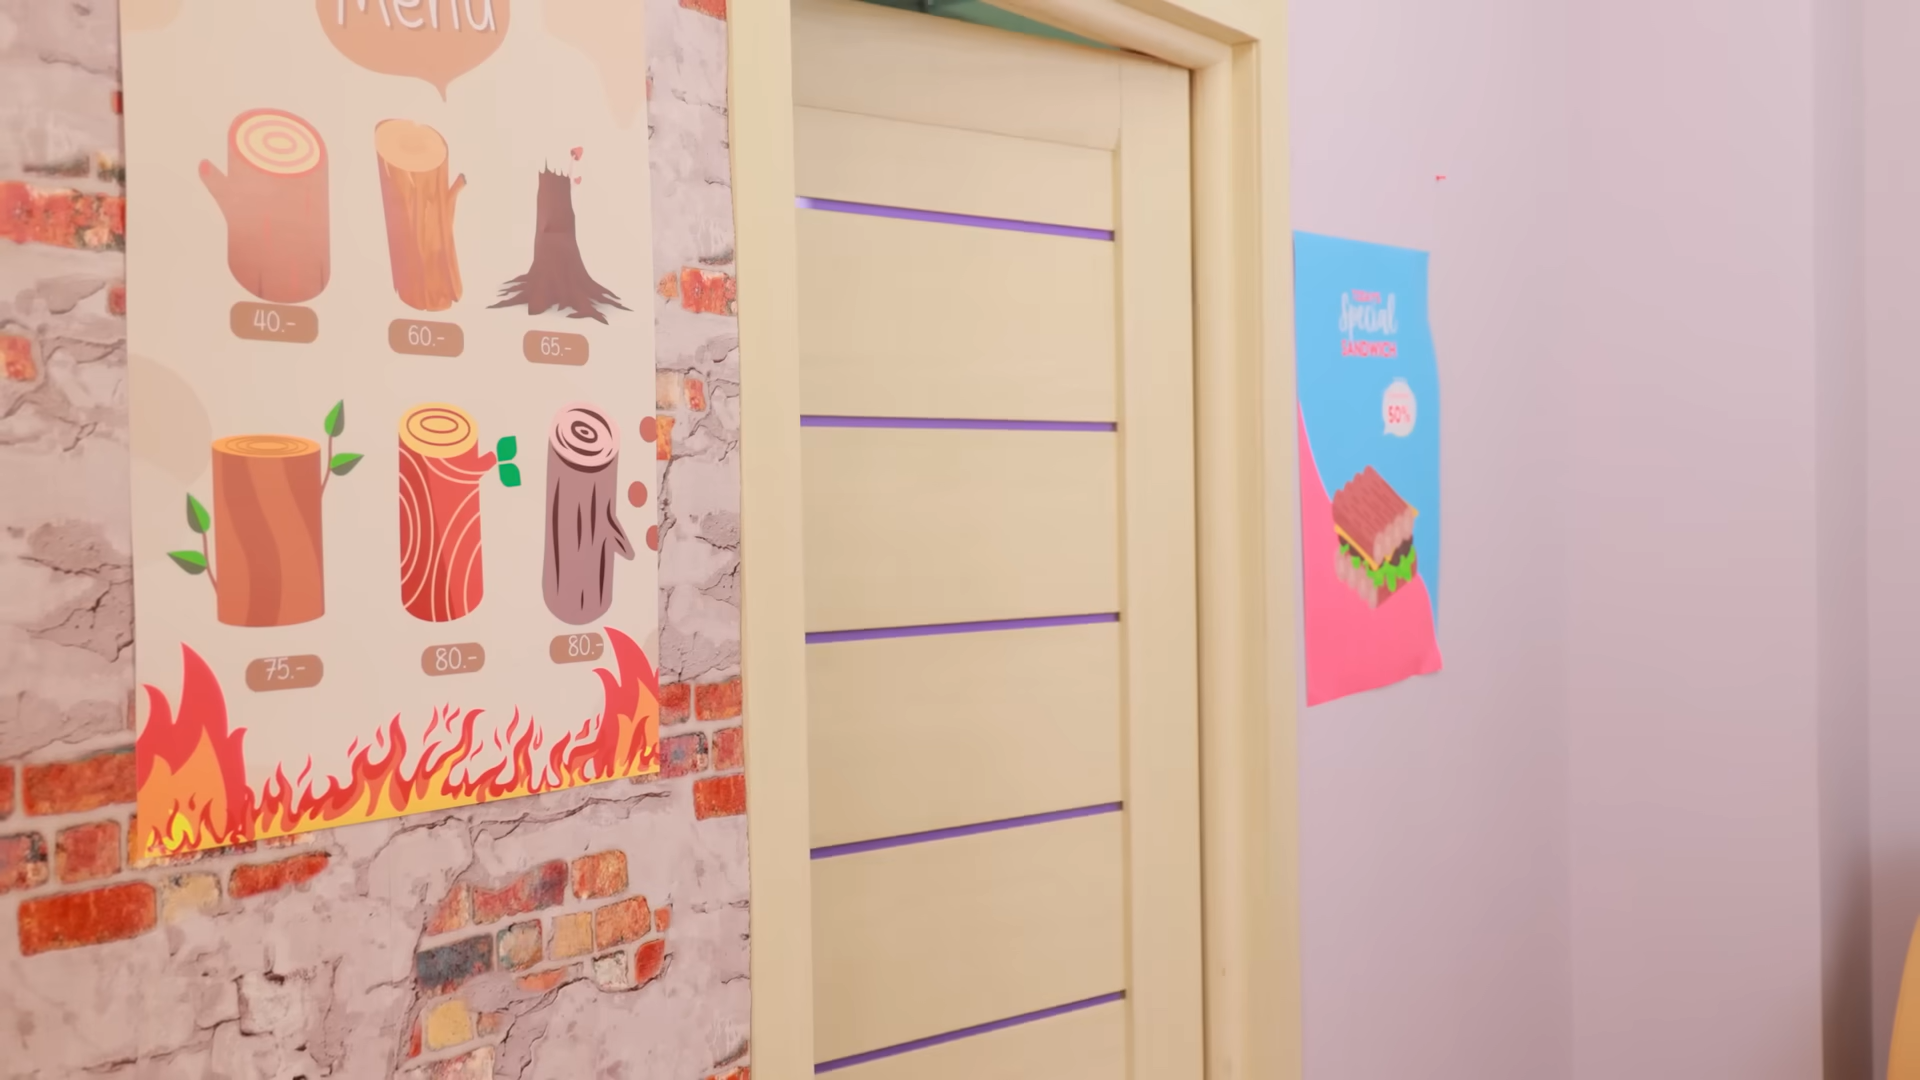 Menu
40.-
60.-
65.-
75.-
80.-
80.-
Special
SANDWICH
50%